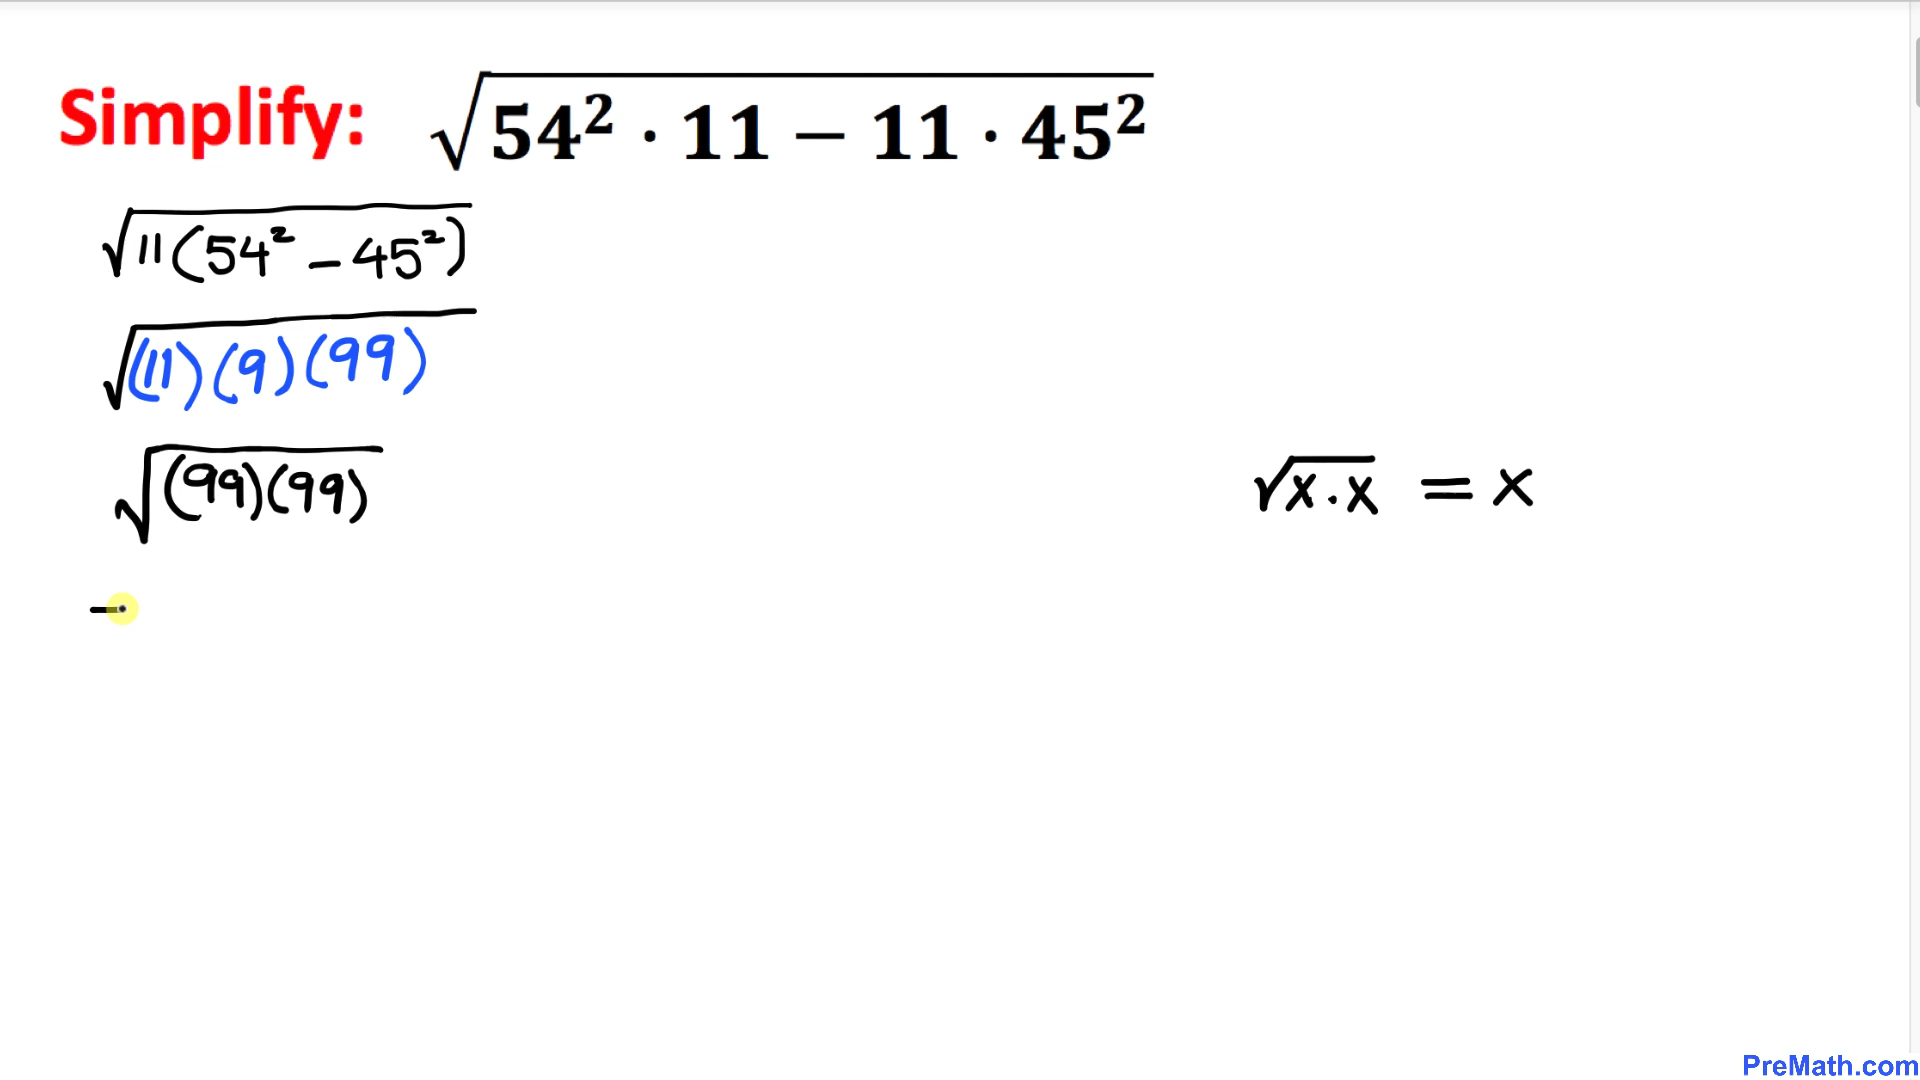 Simplify: √54² · 11 − 11 · 45²
√11(54² − 45²)
√(11)(9)(99)
√(99)(99)
√x·x = x
PreMath.com